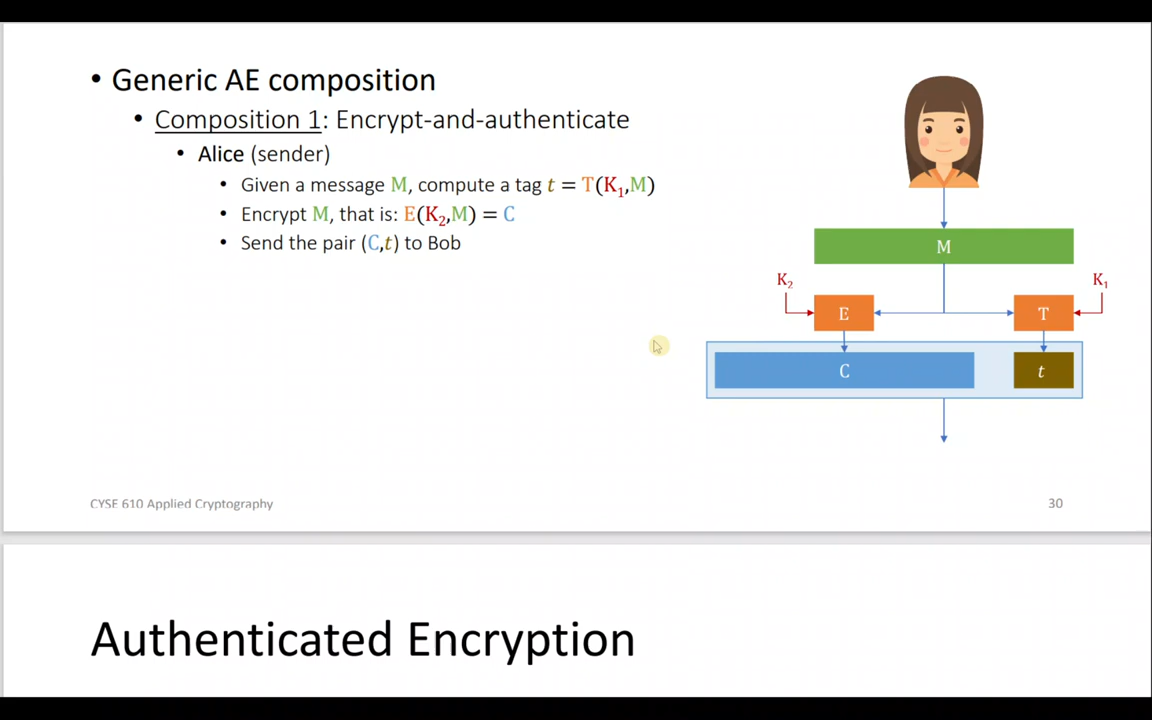 • Generic AE composition
• Composition 1: Encrypt-and-authenticate
• Alice (sender)
• Given a message M, compute a tag t = T(K₁,M)
• Encrypt M, that is: E(K₂,M) = C
• Send the pair (C,t) to Bob
M
K₂
K₁
E
T
C
t
CYSE 610 Applied Cryptography
30
Authenticated Encryption